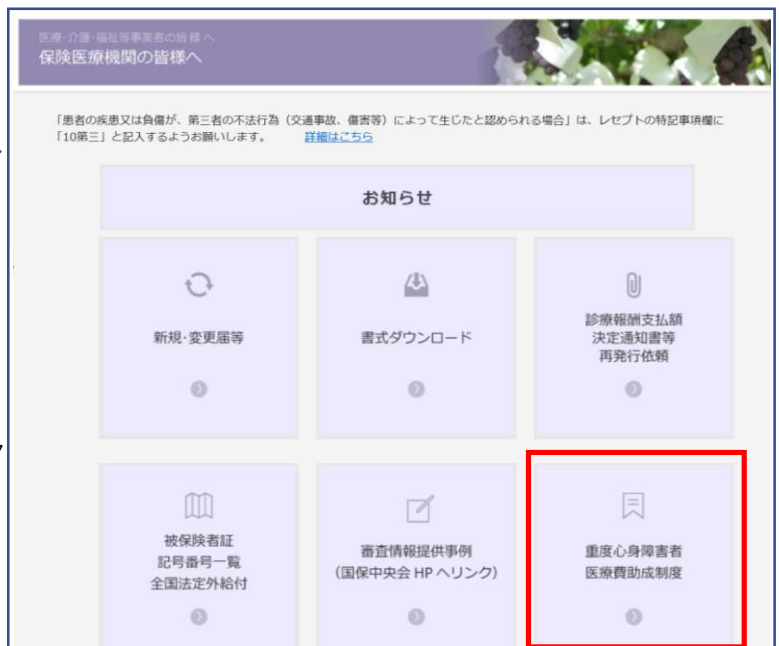 医療・介護・福祉等事業者の皆様へ
保険医療機関の皆様へ
「患者の疾患又は負傷が、第三者の不法行為（交通事故、傷害等）によって生じたと認められる場合」は、レセプトの特記事項欄に
「10第三」と記入するようお願いします。 詳細はこちら
お知らせ
新規・変更届等
書式ダウンロード
診療報酬支払額
決定通知書等
再発行依頼
被保険者証
記号番号一覧
全国法定外給付
審査情報提供事例
（国保中央会 HP へリンク）
重度心身障害者
医療費助成制度